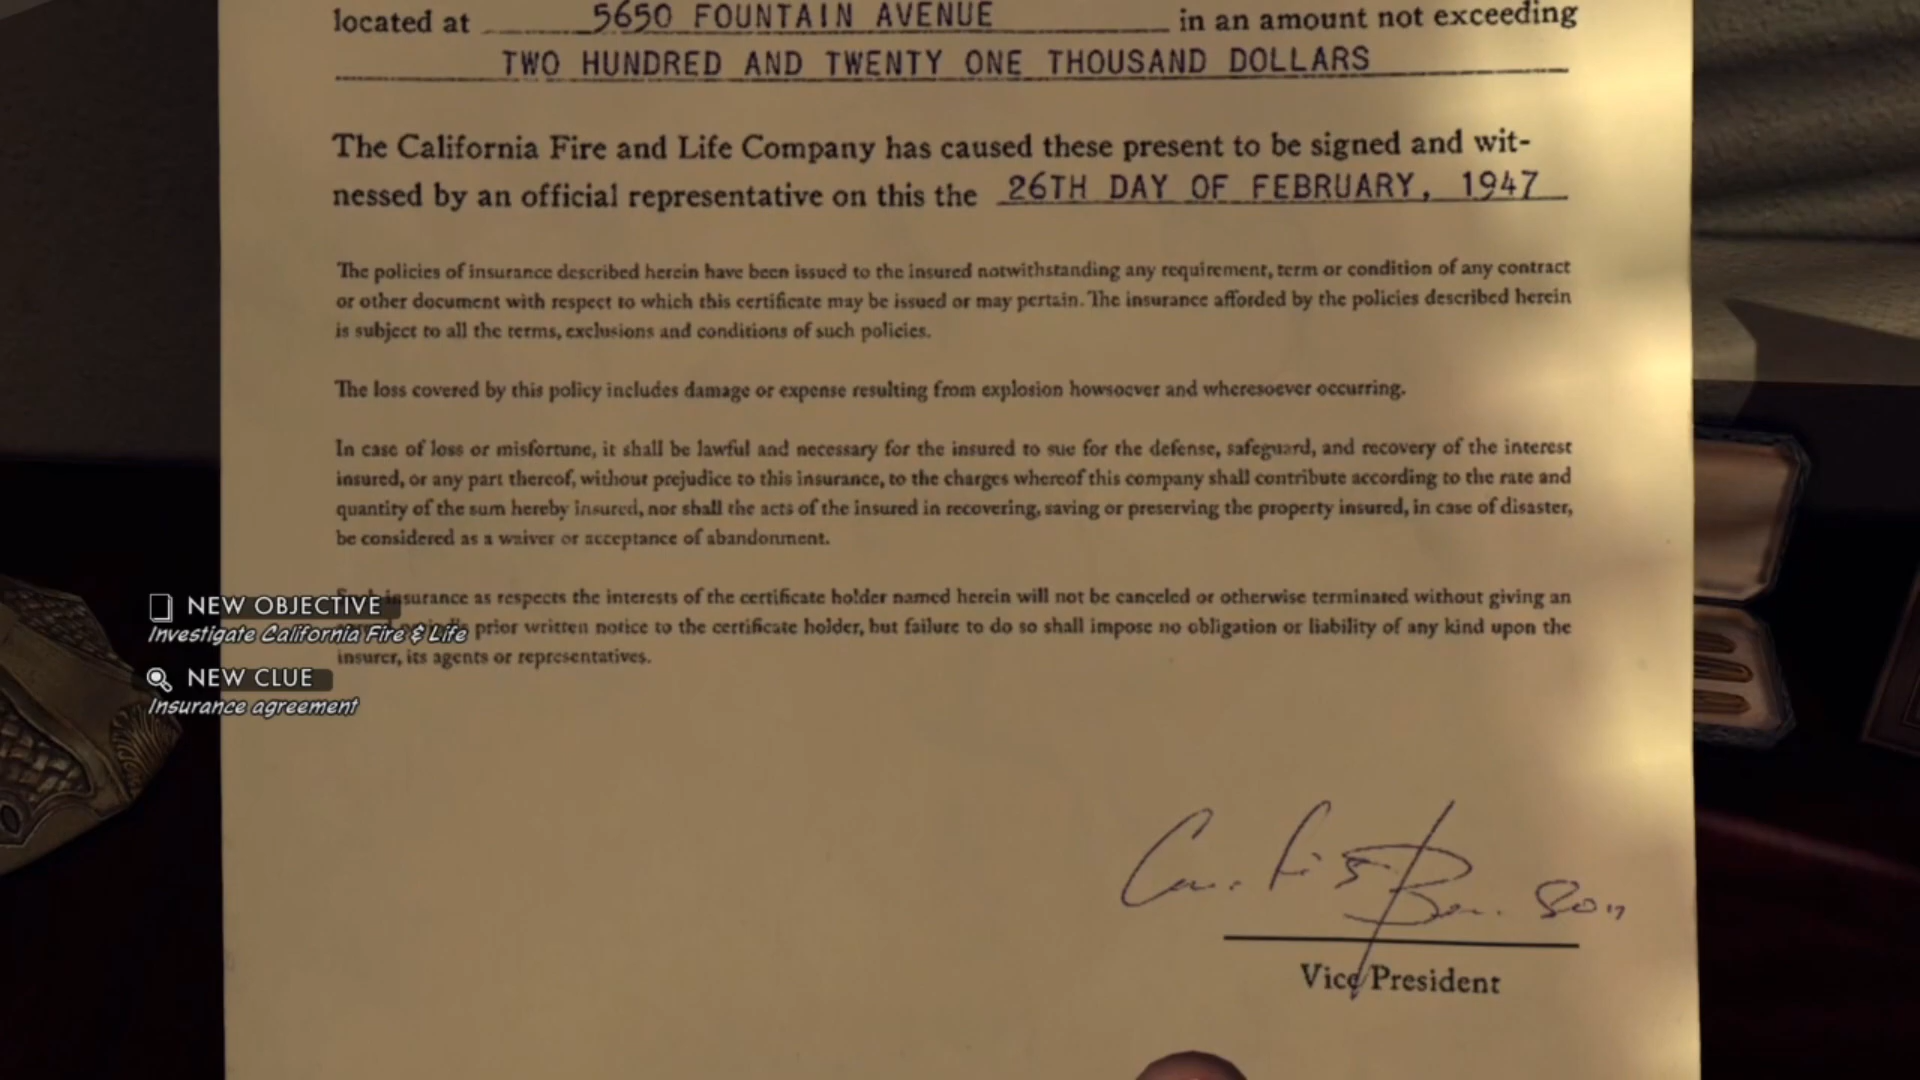 located at 5650 FOUNTAIN AVENUE in an amount not exceeding
TWO HUNDRED AND TWENTY ONE THOUSAND DOLLARS
The California Fire and Life Company has caused these present to be signed and wit-
nessed by an official representative on this the 26TH DAY OF FEBRUARY, 1947
The policies of insurance described herein have been issued to the insured notwithstanding any requirement, term or condition of any contract
or other document with respect to which this certificate may be issued or may pertain. The insurance afforded by the policies described herein
is subject to all the terms, exclusions and conditions of such policies.
The loss covered by this policy includes damage or expense resulting from explosion howsoever and wheresoever occurring.
In case of loss or misfortune, it shall be lawful and necessary for the insured to sue for the defense, safeguard, and recovery of the interest
insured, or any part thereof, without prejudice to this insurance, to the charges whereof this company shall contribute according to the rate and
quantity of the sum hereby insured, nor shall the acts of the insured in recovering, saving or preserving the property insured, in case of disaster,
be considered as a waiver or acceptance of abandonment.
insurance as respects the interests of the certificate holder named herein will not be canceled or otherwise terminated without giving an
prior written notice to the certificate holder, but failure to do so shall impose no obligation or liability of any kind upon the
insurer, its agents or representatives.
NEW OBJECTIVE
Investigate California Fire & Life
NEW CLUE
Insurance agreement
Curtis Benson
Vice President